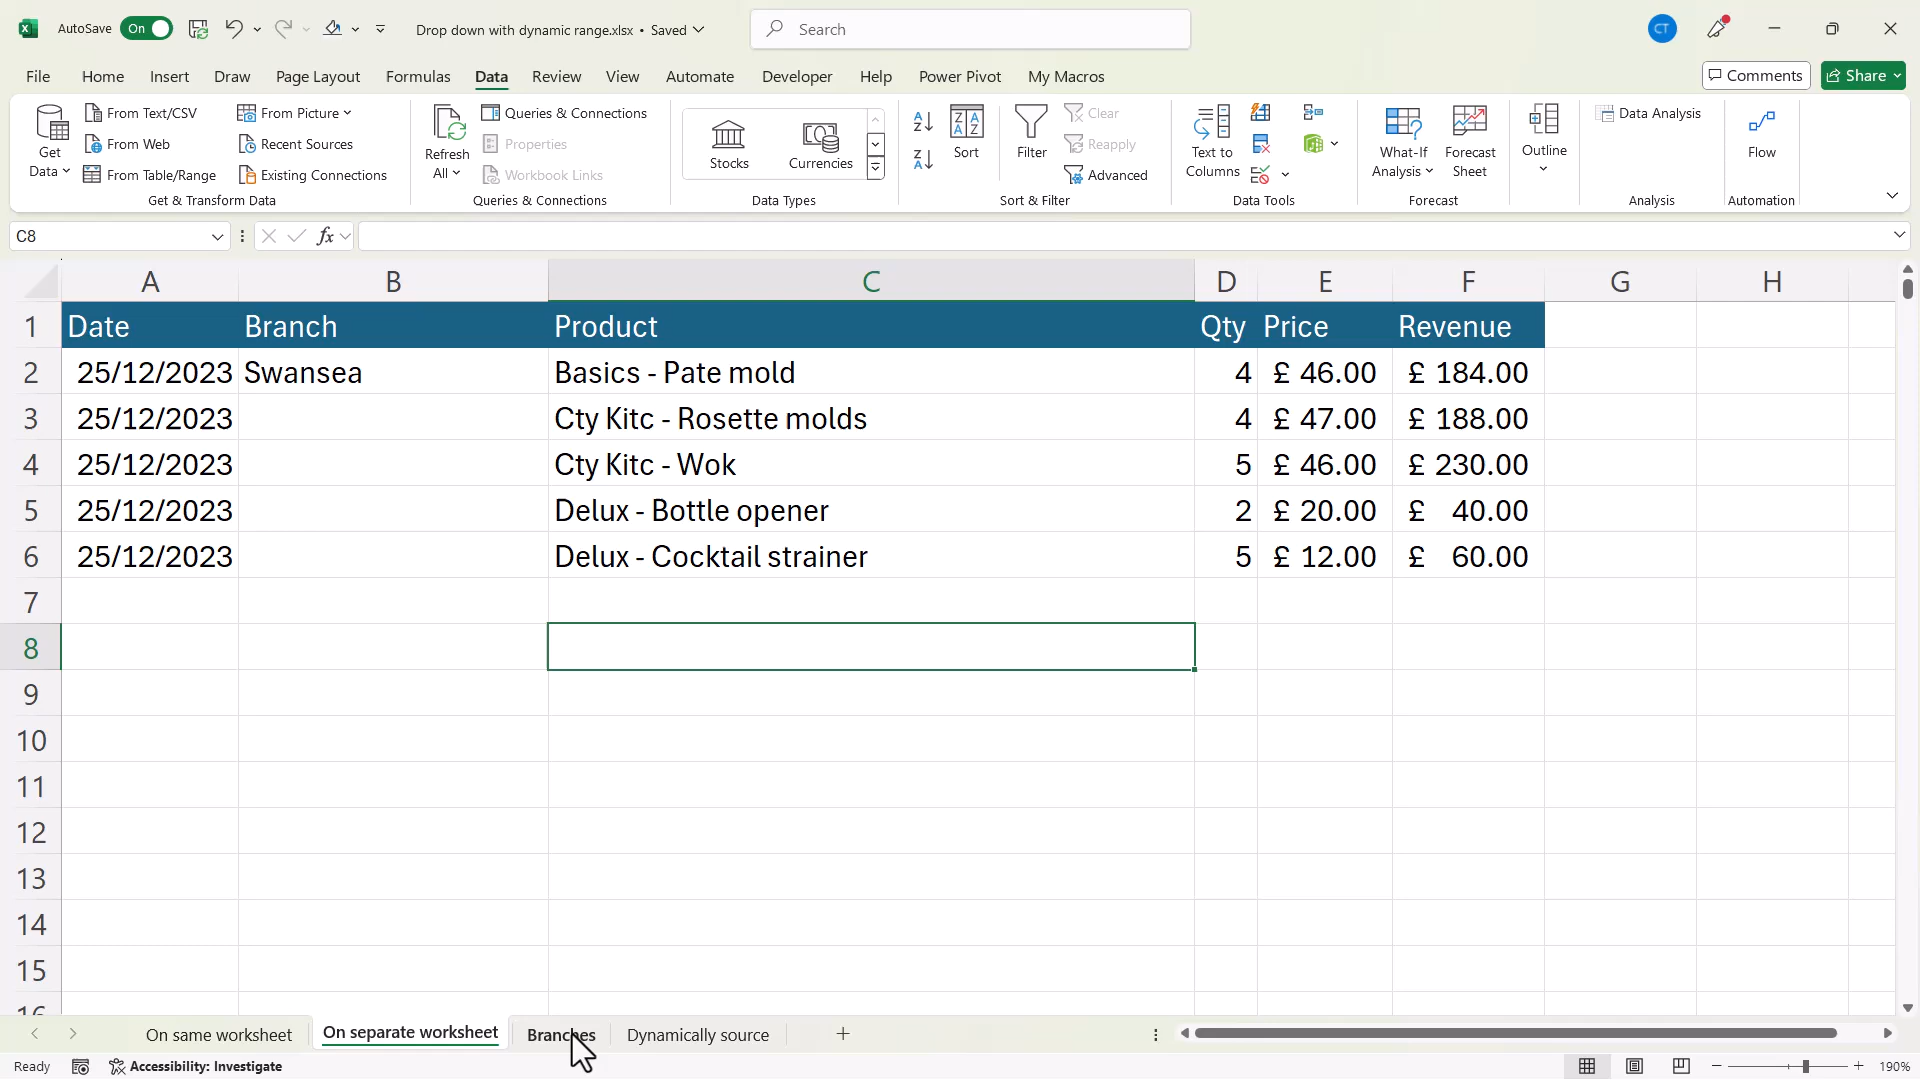 AutoSave On Drop down with dynamic range.xlsx • Saved Search CT
File Home Insert Draw Page Layout Formulas Data Review View Automate Developer Help Power Pivot My Macros Comments Share
Get Data
From Text/CSV
From Web
From Table/Range
From Picture
Recent Sources
Existing Connections
Get & Transform Data
Refresh All
Queries & Connections
Properties
Workbook Links
Queries & Connections
Stocks
Currencies
Data Types
Sort
Filter
Clear
Reapply
Advanced
Sort & Filter
Text to Columns
Data Tools
What-If Analysis
Forecast Sheet
Forecast
Outline
Data Analysis
Analysis
Flow
Automation
C8 fx
A B C D E F G H
1 Date Branch Product Qty Price Revenue
2 25/12/2023 Swansea Basics - Pate mold 4 £ 46.00 £ 184.00
3 25/12/2023 Cty Kitc - Rosette molds 4 £ 47.00 £ 188.00
4 25/12/2023 Cty Kitc - Wok 5 £ 46.00 £ 230.00
5 25/12/2023 Delux - Bottle opener 2 £ 20.00 £ 40.00
6 25/12/2023 Delux - Cocktail strainer 5 £ 12.00 £ 60.00
7
8
9
10
11
12
13
14
15
16
On same worksheet On separate worksheet Branches Dynamically source
Ready Accessibility: Investigate 190%